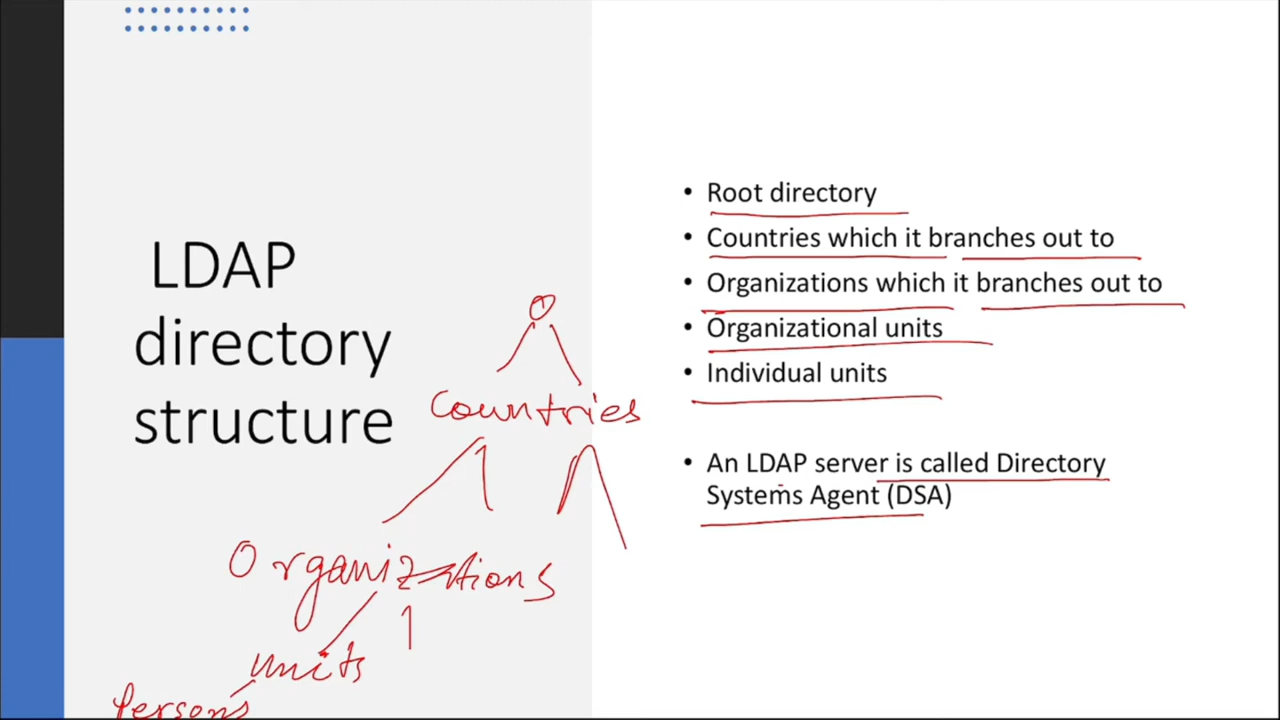 LDAP
directory
structure
• Root directory
• Countries which it branches out to
• Organizations which it branches out to
• Organizational units
• Individual units
• An LDAP server is called Directory
Systems Agent (DSA)
Countries
Organizations
units
Persons